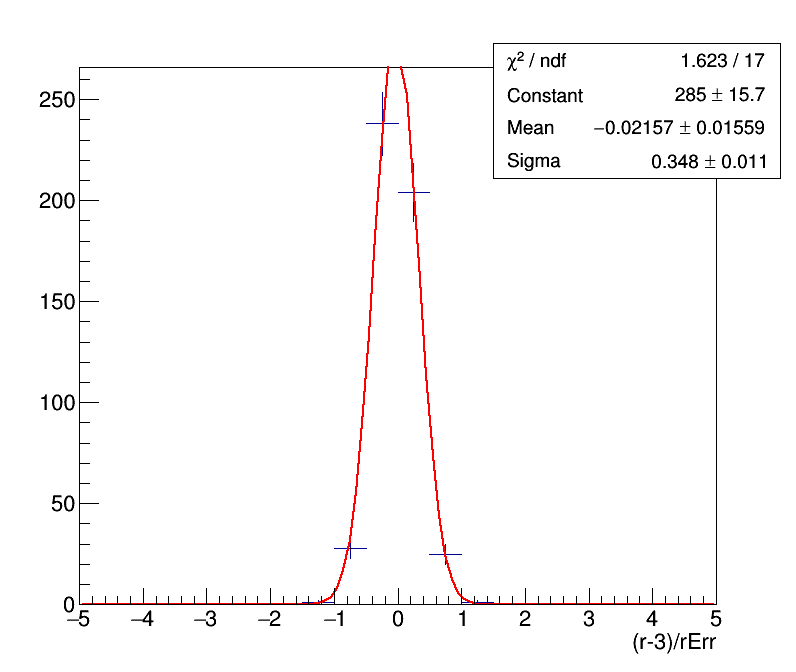 χ² / ndf 1.623 / 17
Constant 285 ± 15.7
Mean −0.02157 ± 0.01559
Sigma 0.348 ± 0.011
250
200
150
100
50
0
−5 −4 −3 −2 −1 0 1 2 3 4 5
(r-3)/rErr